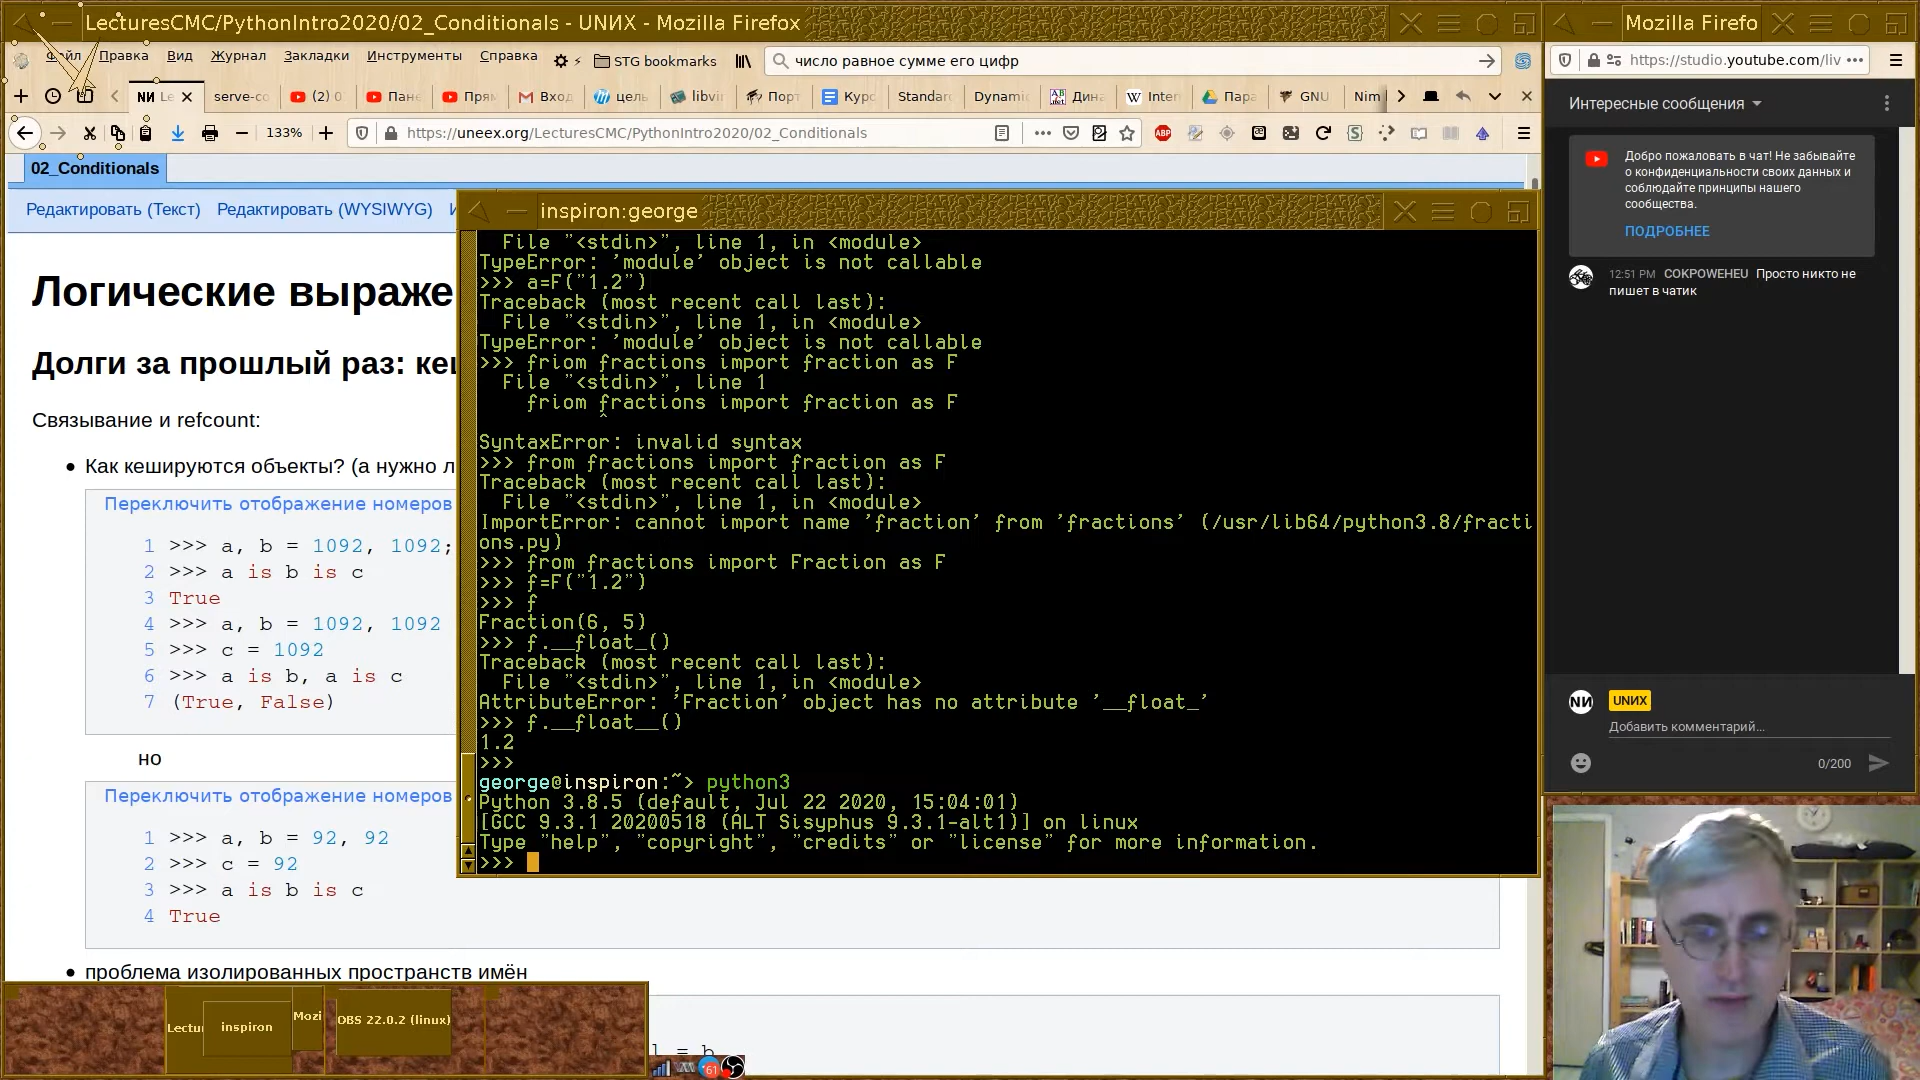 LecturesCMC/PythonIntro2020/02_Conditionals - UNИX - Mozilla Firefox
Mozilla Firefo
Файл Правка Вид Журнал Закладки Инструменты Справка
STG bookmarks
число равное сумме его цифр
https://studio.youtube.com/liv
+ NИ Le serve-co (2) 0 Пане Прям Вход цель libvir Порт Курс Standard Dynami Дина Inter Пара GNU Nim
133%
https://uneex.org/LecturesCMC/PythonIntro2020/02_Conditionals
Интересные сообщения
02_Conditionals
Редактировать (Текст) Редактировать (WYSIWYG)
Логические выраже
Долги за прошлый раз: кеш
Связывание и refcount:
Как кешируются объекты? (а нужно л
Переключить отображение номеров
1 >>> a, b = 1092, 1092;
2 >>> a is b is c
3 True
4 >>> a, b = 1092, 1092
5 >>> c = 1092
6 >>> a is b, a is c
7 (True, False)
но
Переключить отображение номеров
1 >>> a, b = 92, 92
2 >>> c = 92
3 >>> a is b is c
4 True
проблема изолированных пространств имён
l = b
inspiron:george
File "<stdin>", line 1, in <module>
TypeError: 'module' object is not callable
>>> a=F("1.2")
Traceback (most recent call last):
File "<stdin>", line 1, in <module>
TypeError: 'module' object is not callable
>>> friom fractions import fraction as F
File "<stdin>", line 1
friom fractions import fraction as F
^
SyntaxError: invalid syntax
>>> from fractions import fraction as F
Traceback (most recent call last):
File "<stdin>", line 1, in <module>
ImportError: cannot import name 'fraction' from 'fractions' (/usr/lib64/python3.8/fracti
ons.py)
>>> from fractions import Fraction as F
>>> f=F("1.2")
>>> f
Fraction(6, 5)
>>> f.__float_()
Traceback (most recent call last):
File "<stdin>", line 1, in <module>
AttributeError: 'Fraction' object has no attribute '__float_'
>>> f.__float__()
1.2
>>>
george@inspiron:~> python3
Python 3.8.5 (default, Jul 22 2020, 15:04:01)
[GCC 9.3.1 20200518 (ALT Sisyphus 9.3.1-alt1)] on linux
Type "help", "copyright", "credits" or "license" for more information.
>>>
Добро пожаловать в чат! Не забывайте
о конфиденциальности своих данных и
соблюдайте принципы нашего
сообщества.
ПОДРОБНЕЕ
12:51 PM COKPOWEHEU Просто никто не
пишет в чатик
NИ UNИX
Добавить комментарий...
0/200
Lectur inspiron Mozi OBS 22.0.2 (linux)
61